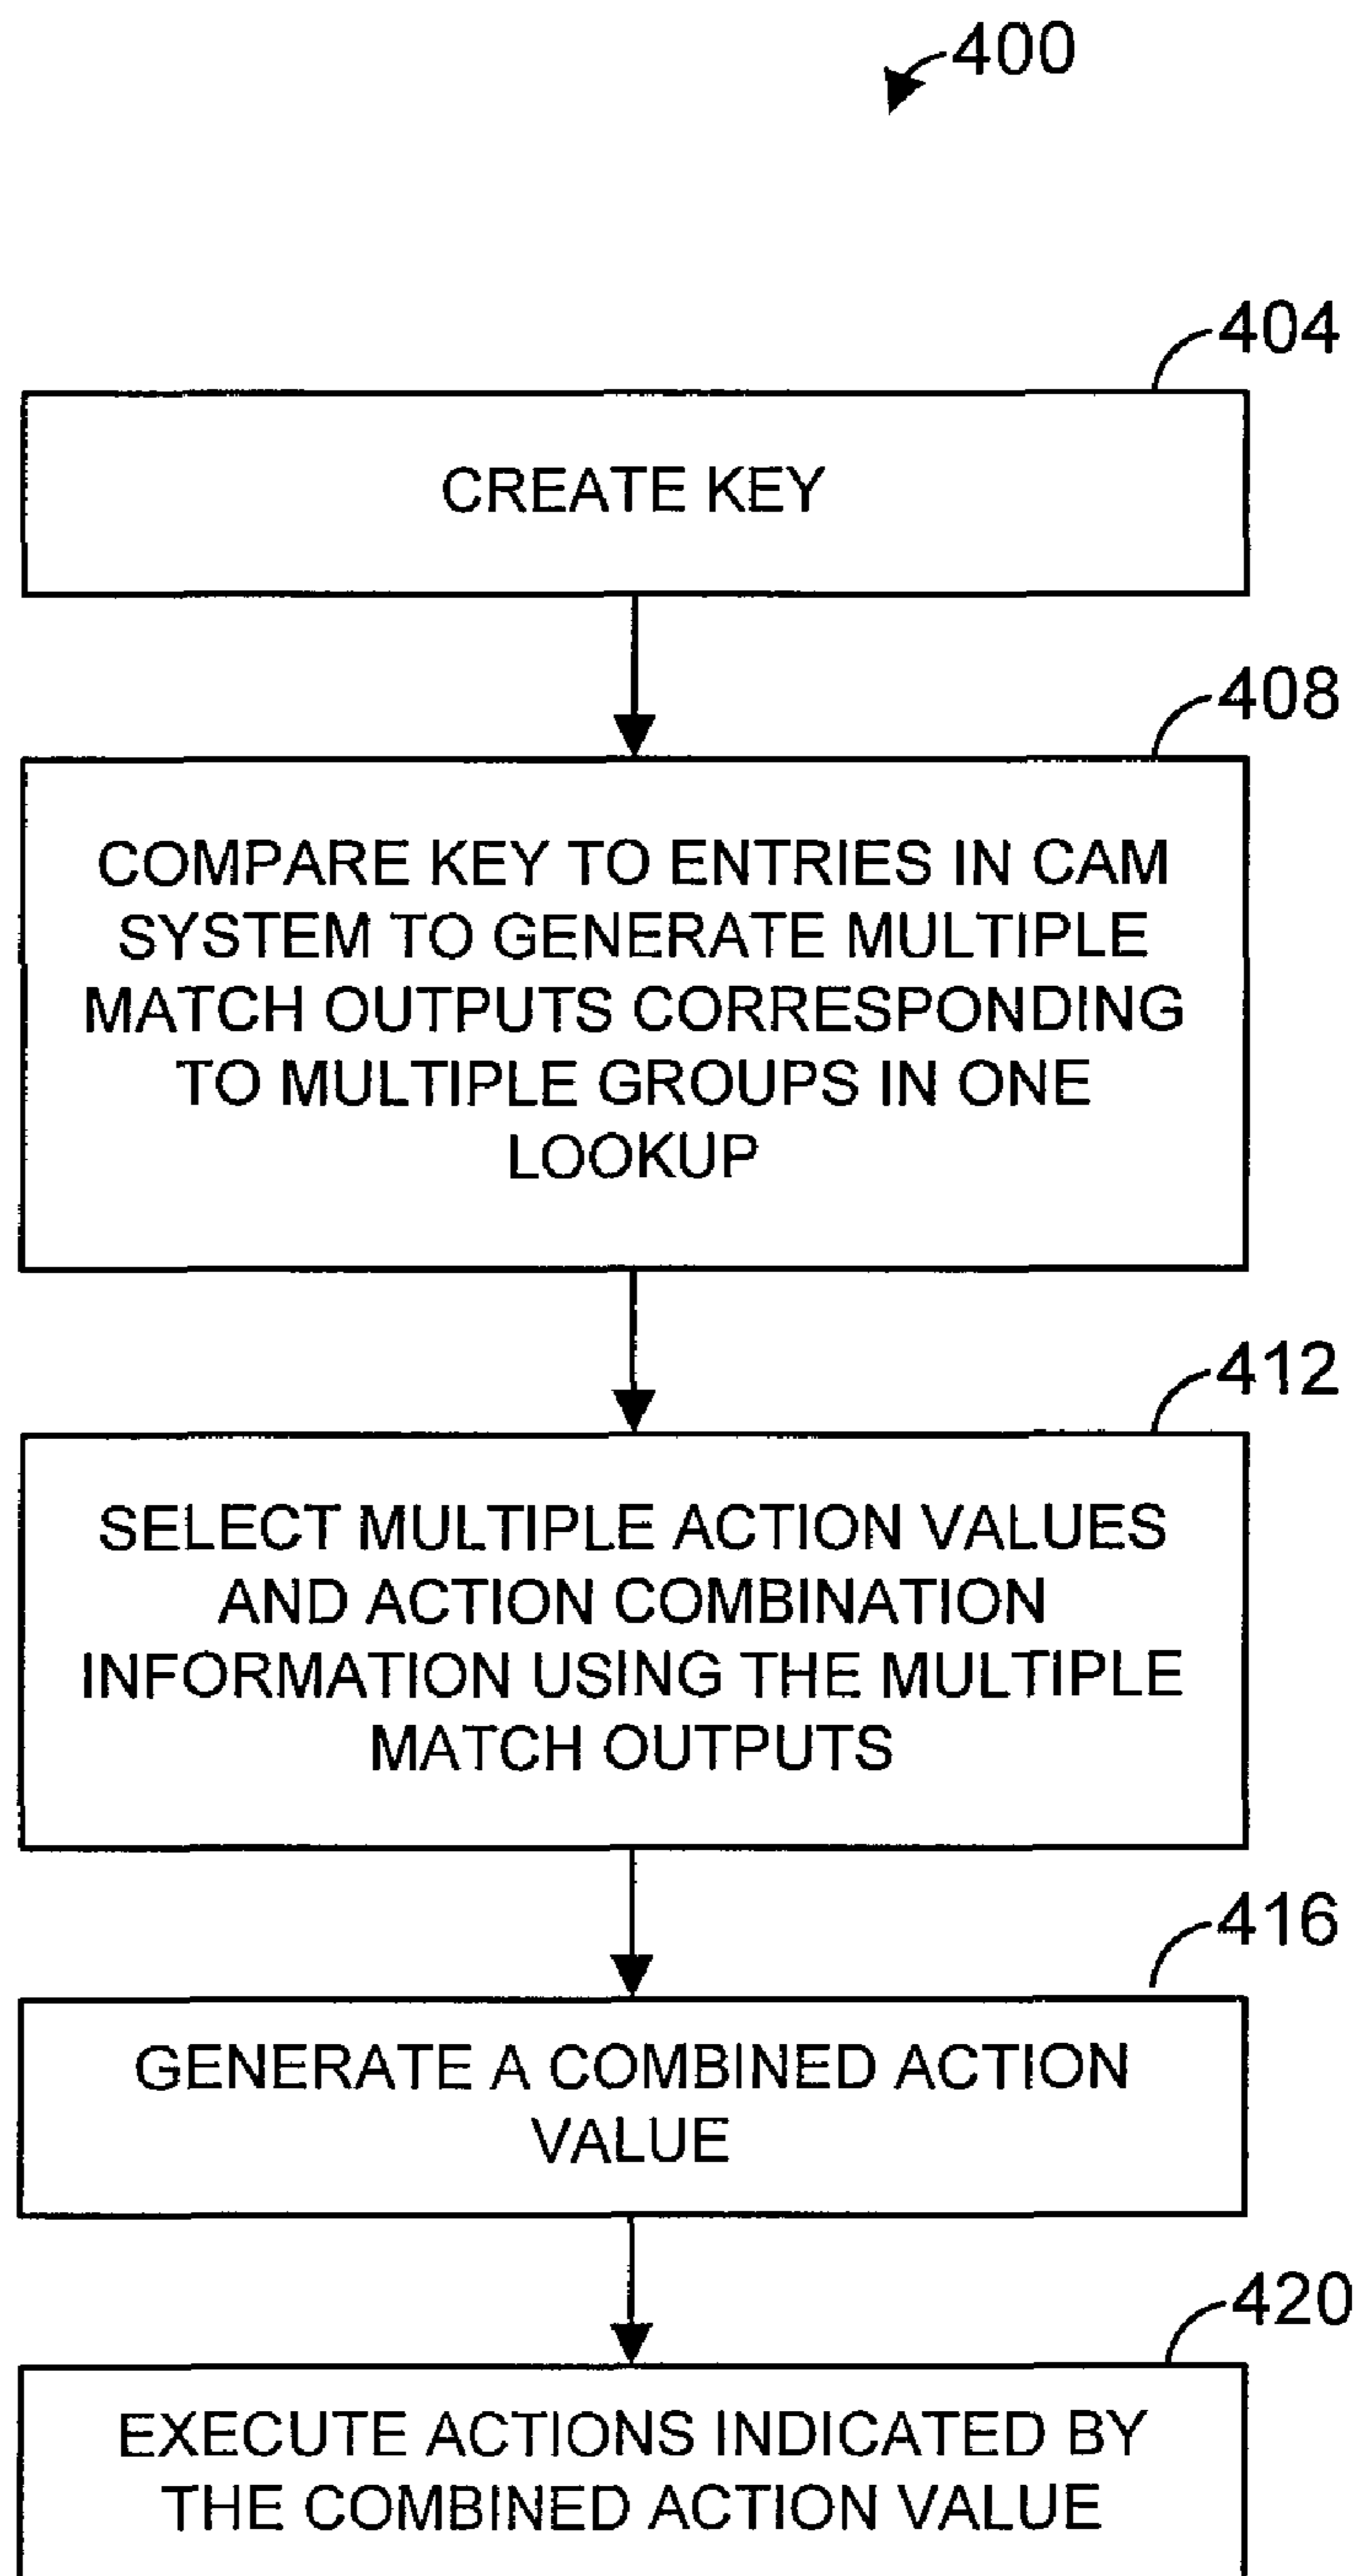 400
404
CREATE KEY
408
COMPARE KEY TO ENTRIES IN CAM
SYSTEM TO GENERATE MULTIPLE
MATCH OUTPUTS CORRESPONDING
TO MULTIPLE GROUPS IN ONE
LOOKUP
412
SELECT MULTIPLE ACTION VALUES
AND ACTION COMBINATION
INFORMATION USING THE MULTIPLE
MATCH OUTPUTS
416
GENERATE A COMBINED ACTION
VALUE
420
EXECUTE ACTIONS INDICATED BY
THE COMBINED ACTION VALUE